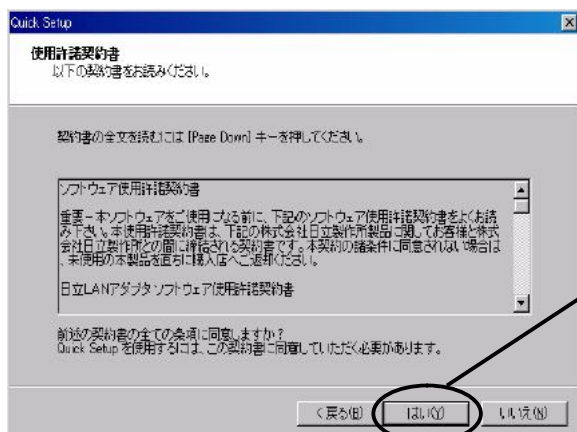 Quick Setup
使用許諾契約書
以下の契約書をお読みください。
契約書の全文を読むには [Page Down] キーを押してください。
ソフトウェア使用許諾契約書
重要－本ソフトウェアをご使用になる前に、下記のソフトウェア使用許諾契約書をよくお読
み下さい。本使用許諾契約書は、下記の株式会社日立製作所製品に関してお客様と株式
会社日立製作所との間に締結される契約書です。本契約の諸条件に同意されない場合は
、未使用の本製品を直ちに購入店へご返却ください。
日立LANアダプタソフトウェア使用許諾契約書
前述の契約書の全ての条項に同意しますか?
Quick Setup を使用するには、この契約書に同意していただく必要があります。
< 戻る(B)
はい(Y)
いいえ(N)